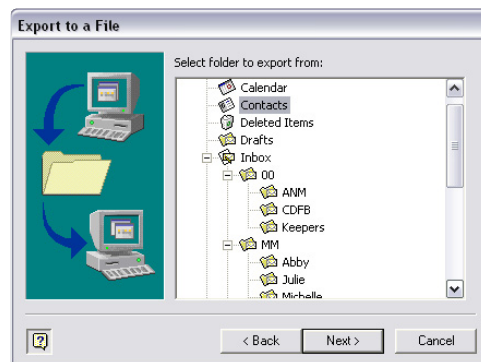 Export to a File
Select folder to export from:
Calendar
Contacts
Deleted Items
Drafts
Inbox
00
ANM
CDFB
Keepers
MM
Abby
Julie
Michelle
?
< Back
Next >
Cancel